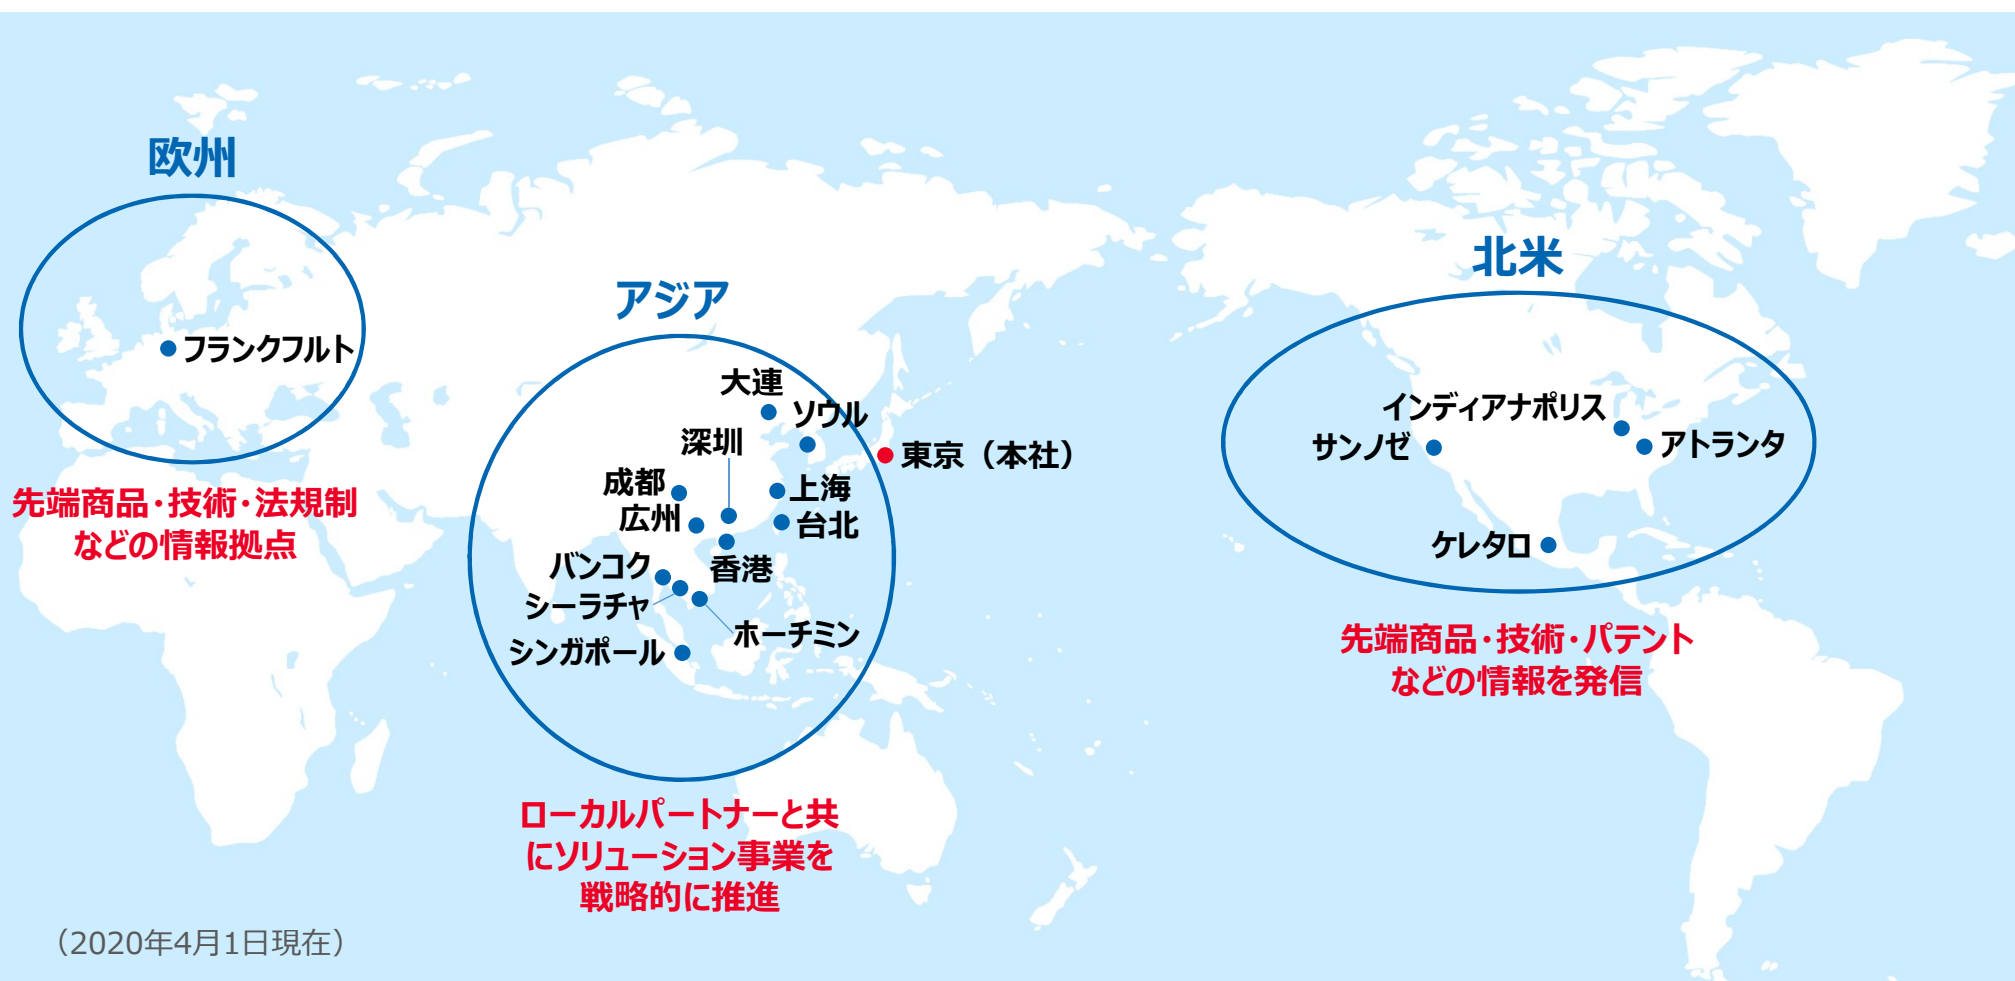 欧州
フランクフルト
先端商品・技術・法規制
などの情報拠点
アジア
大連
ソウル
深圳
東京（本社）
成都
上海
広州
台北
バンコク
香港
シーラチャ
ホーチミン
シンガポール
ローカルパートナーと共
にソリューション事業を
戦略的に推進
北米
インディアナポリス
サンノゼ
アトランタ
ケレタロ
先端商品・技術・パテント
などの情報を発信
（2020年4月1日現在）